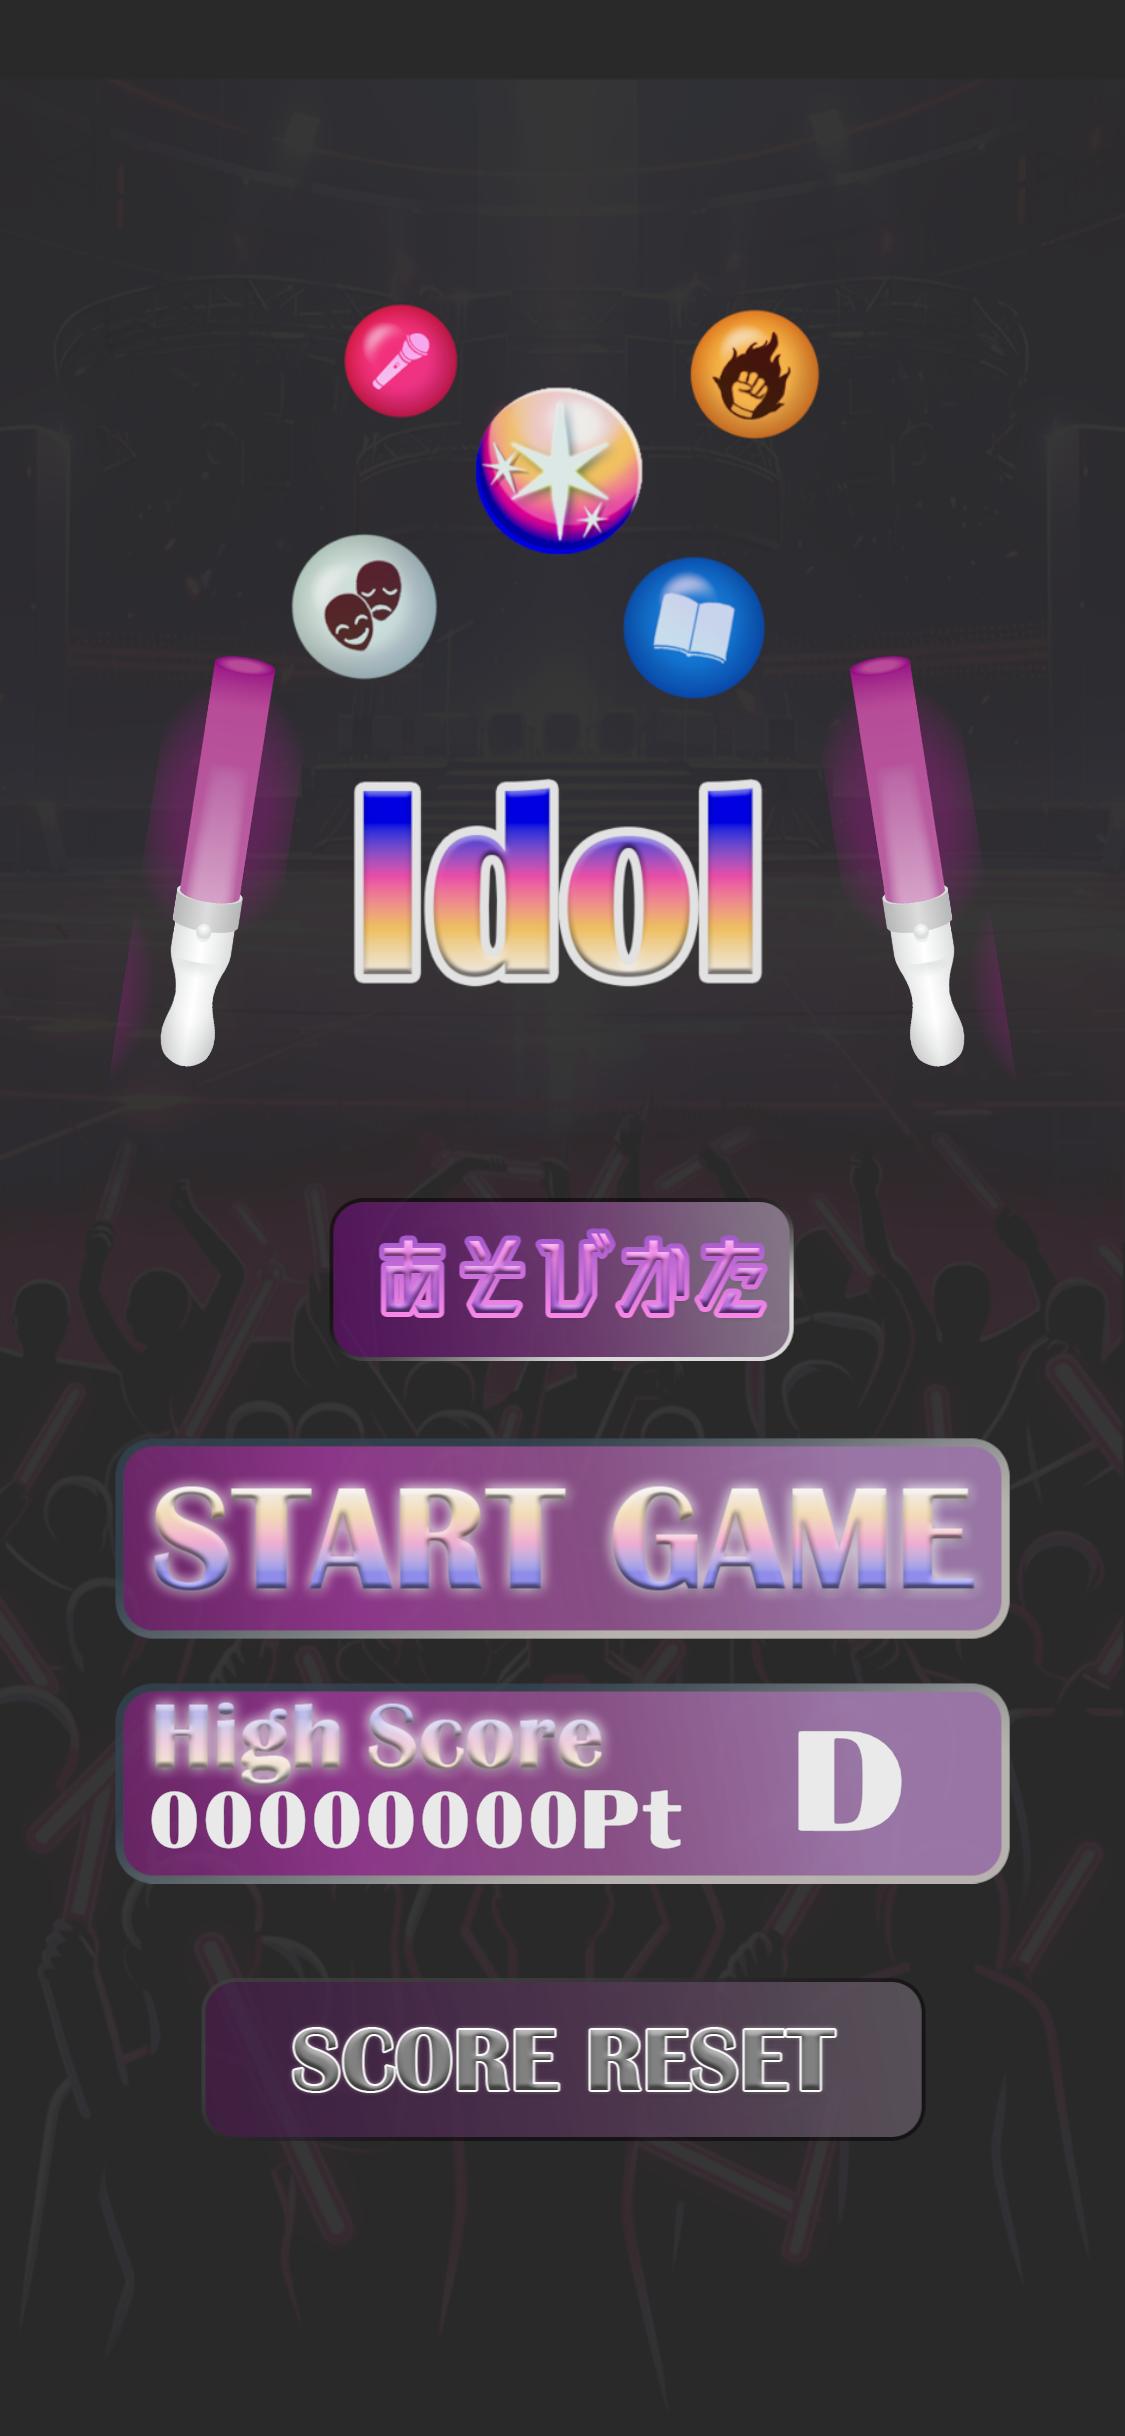 Idol
あそびかた
START GAME
High Score
00000000Pt
D
SCORE RESET